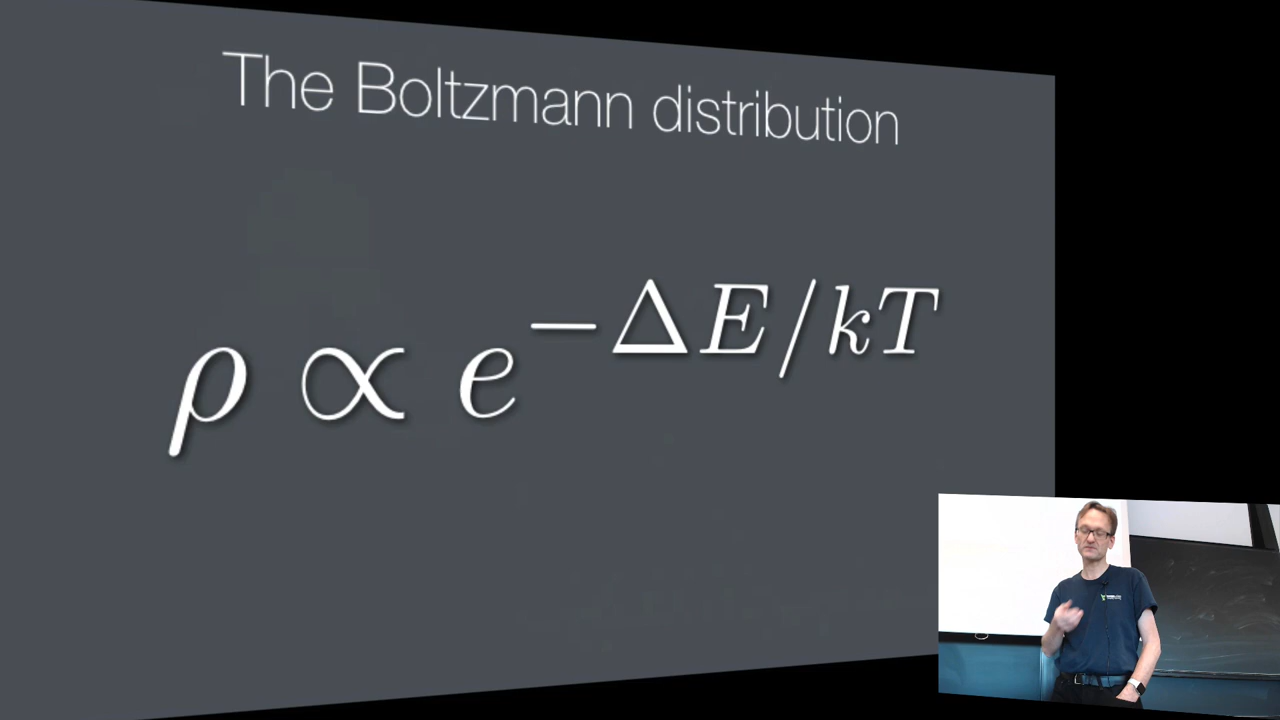 The Boltzmann distribution
ρ ∝ e^{−ΔE/kT}